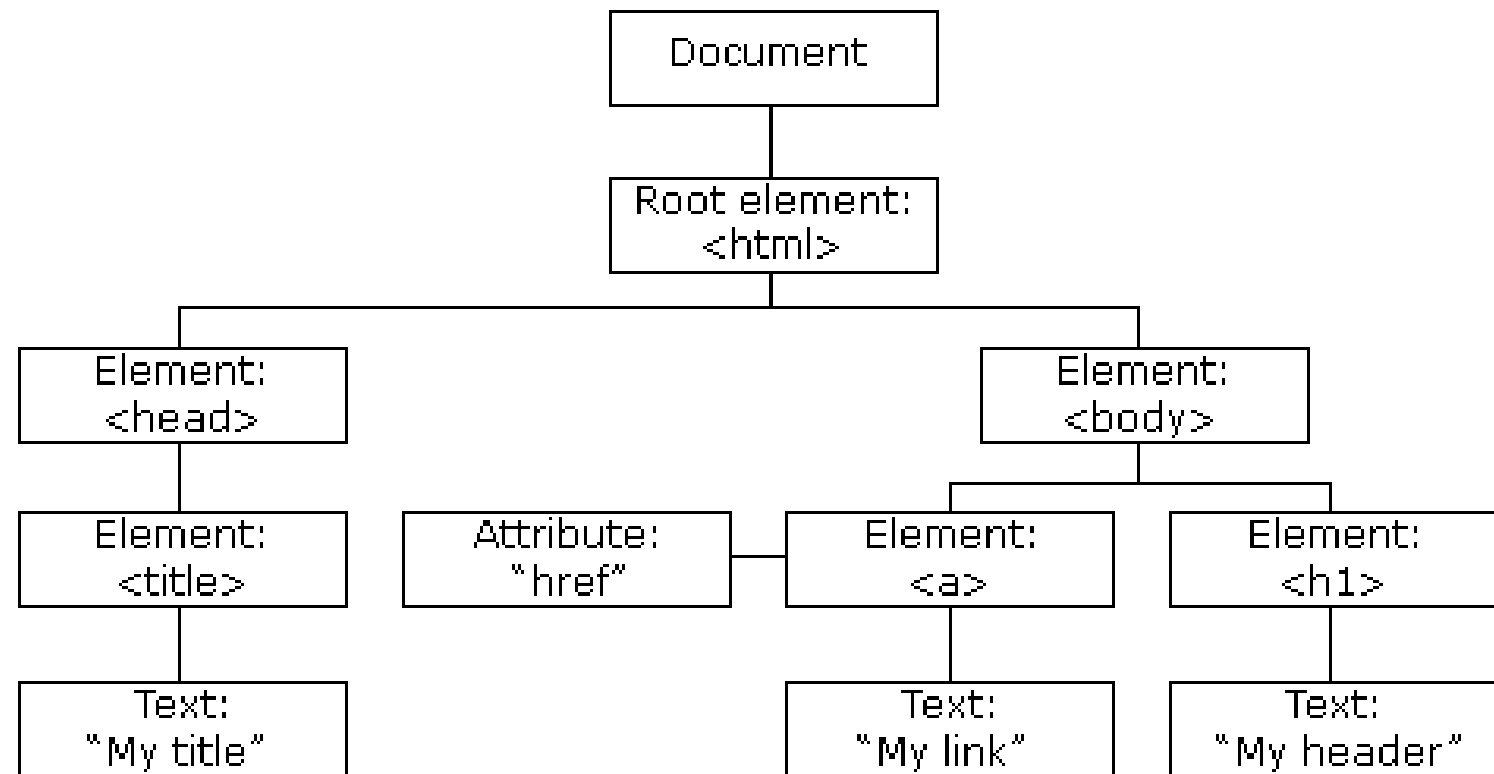 Document
Root element:
<html>
Element:
<head>
Element:
<body>
Element:
<title>
Attribute:
“href”
Element:
<a>
Element:
<h1>
Text:
“My title”
Text:
“My link”
Text:
“My header”